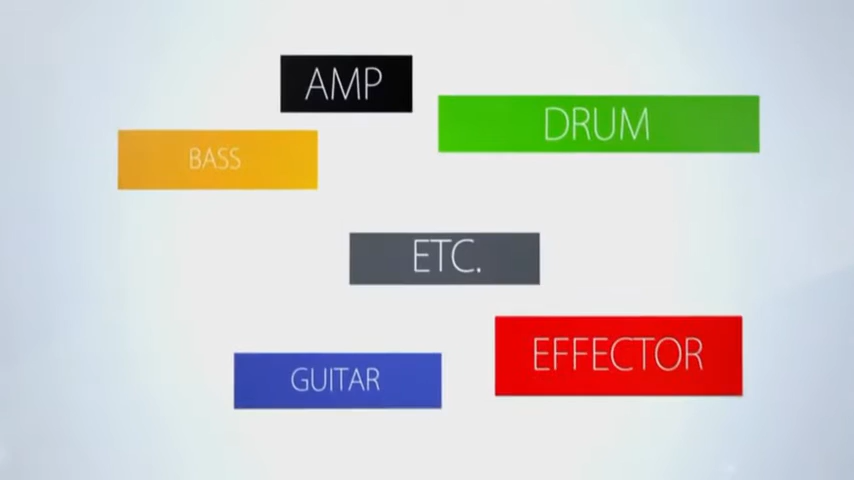 AMP
DRUM
BASS
ETC.
EFFECTOR
GUITAR